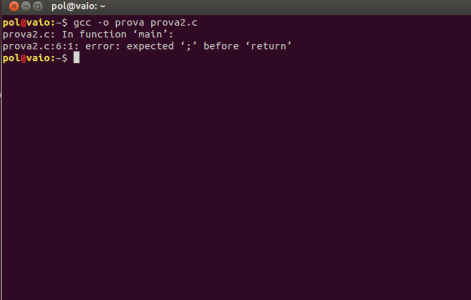 pol@vaio: ~
pol@vaio:~$ gcc -o prova prova2.c
prova2.c: In function ‘main’:
prova2.c:6:1: error: expected ‘;’ before ‘return’
pol@vaio:~$